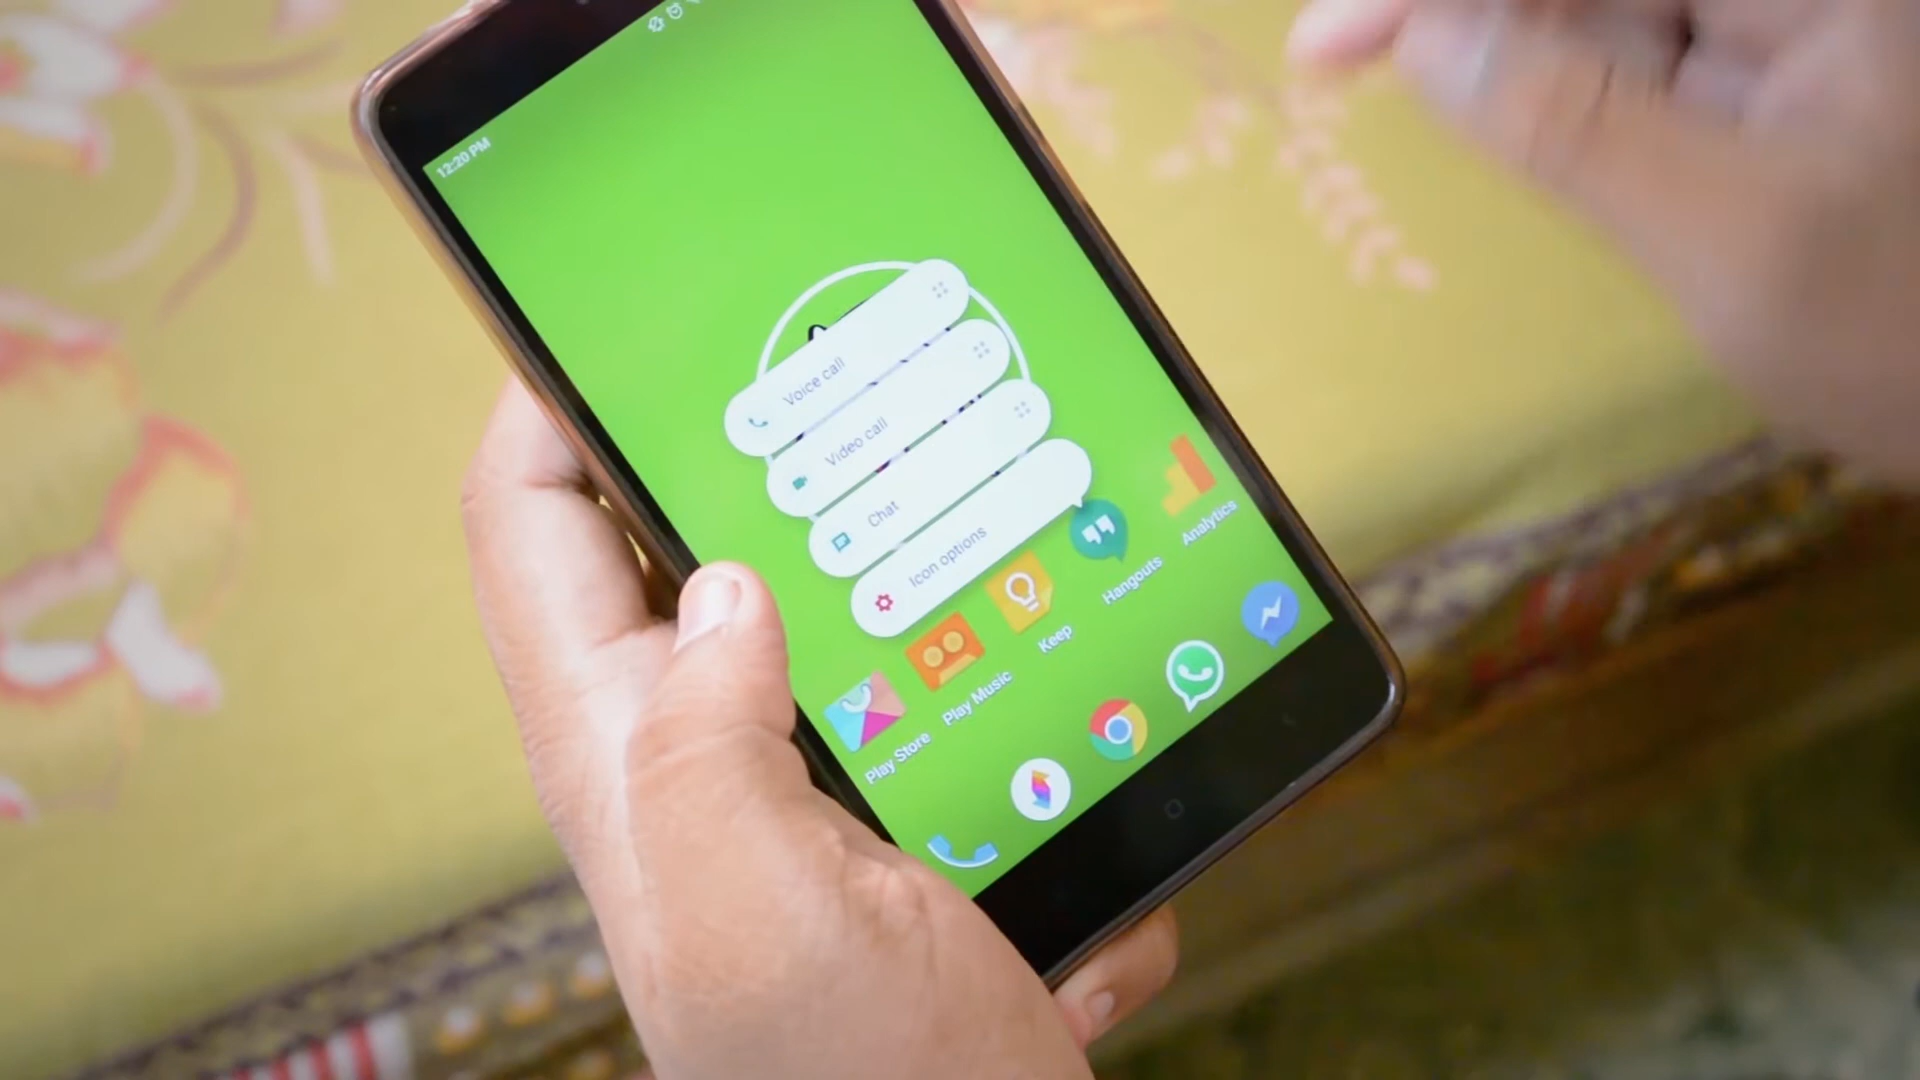 12:20 PM
Voice call
Video call
Chat
Icon options
Analytics
Hangouts
Keep
Play Music
Play Store